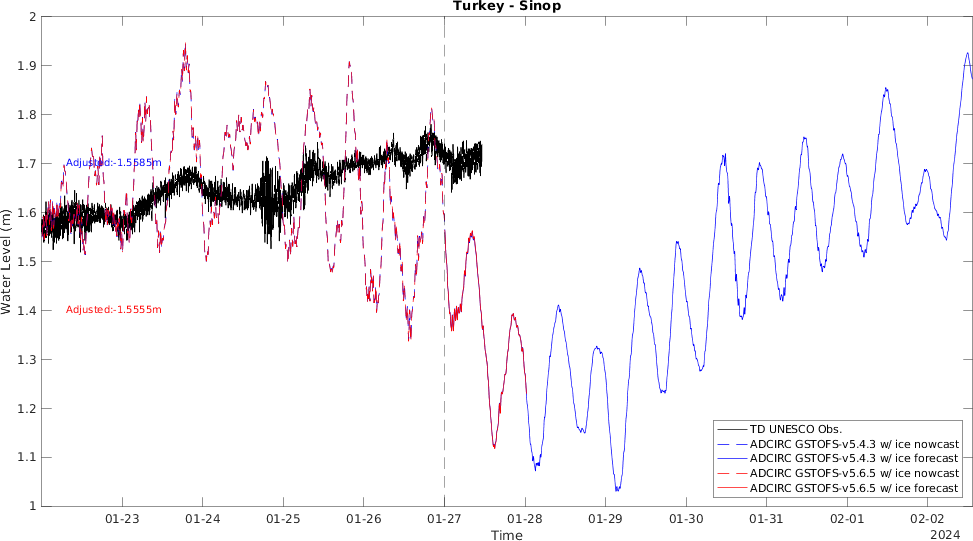 Turkey - Sinop
2
1.9
1.8
1.7
1.6
1.5
1.4
1.3
1.2
1.1
1
Water Level (m)
Adjusted:-1.5585m
Adjusted:-1.5555m
TD UNESCO Obs.
ADCIRC GSTOFS-v5.4.3 w/ ice nowcast
ADCIRC GSTOFS-v5.4.3 w/ ice forecast
ADCIRC GSTOFS-v5.6.5 w/ ice nowcast
ADCIRC GSTOFS-v5.6.5 w/ ice forecast
01-23 01-24 01-25 01-26 01-27 01-28 01-29 01-30 01-31 02-01 02-02
Time
2024